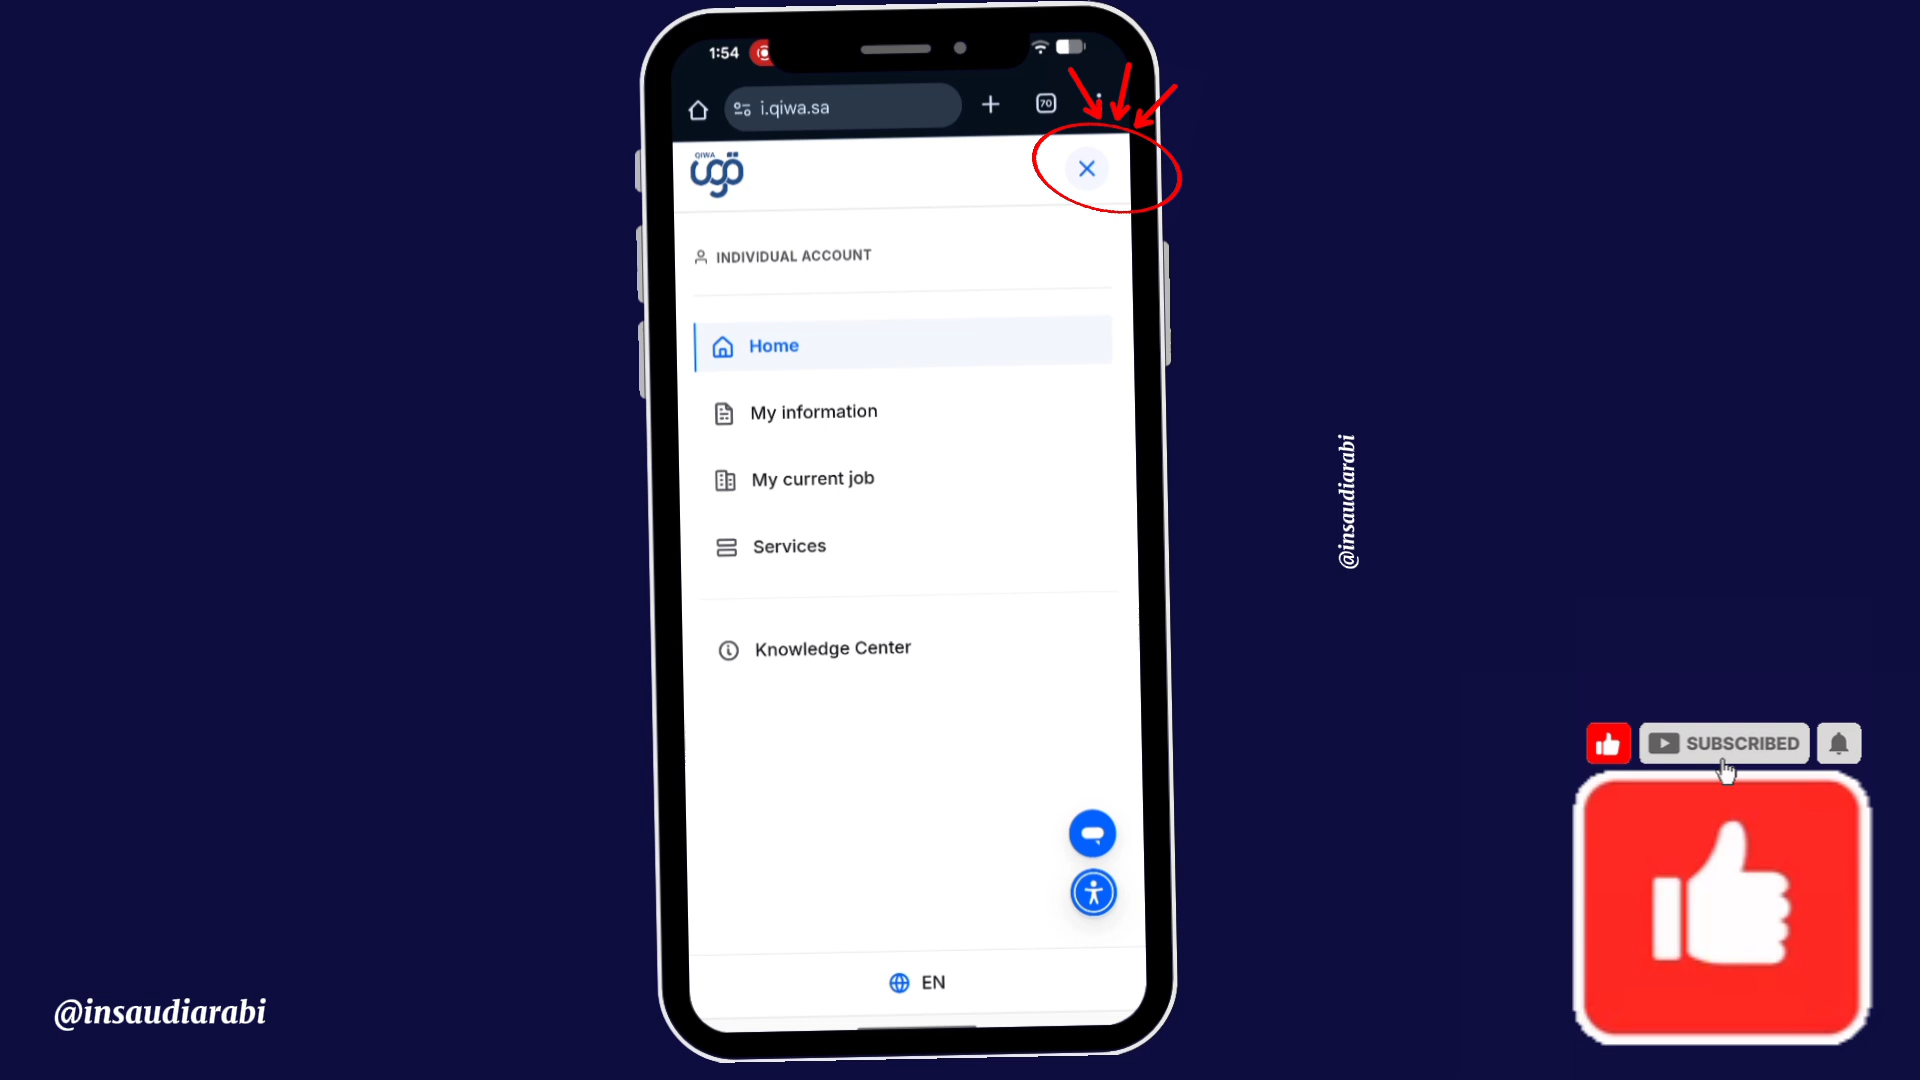 1:54
i.qiwa.sa
70
QIWA
قوى
INDIVIDUAL ACCOUNT
Home
My information
My current job
Services
Knowledge Center
EN
@insaudiarabi
SUBSCRIBED
@insaudiarabi